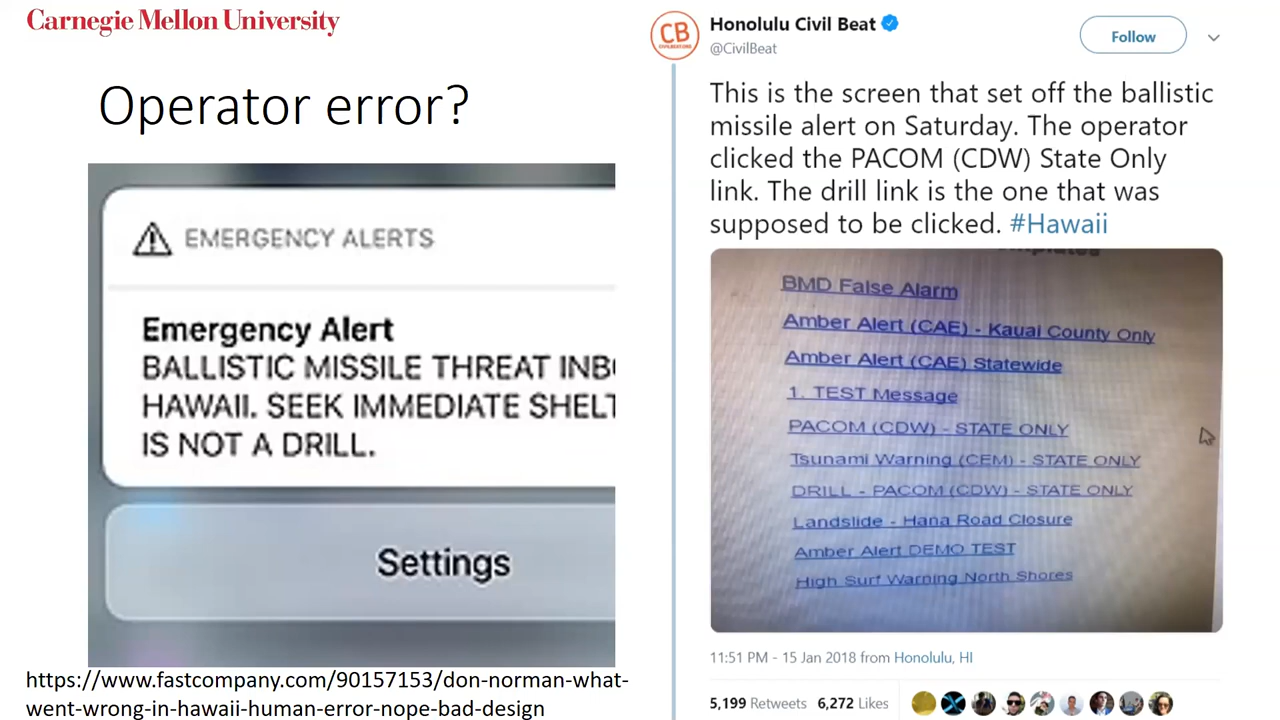 Carnegie Mellon University
Operator error?
EMERGENCY ALERTS
Emergency Alert
BALLISTIC MISSILE THREAT INB
HAWAII. SEEK IMMEDIATE SHELT
IS NOT A DRILL.
Settings
https://www.fastcompany.com/90157153/don-norman-what-
went-wrong-in-hawaii-human-error-nope-bad-design
CB
CIVILBEAT.ORG
Honolulu Civil Beat
@CivilBeat
Follow
This is the screen that set off the ballistic
missile alert on Saturday. The operator
clicked the PACOM (CDW) State Only
link. The drill link is the one that was
supposed to be clicked. #Hawaii
BMD False Alarm
Amber Alert (CAE) - Kauai County Only
Amber Alert (CAE) Statewide
1. TEST Message
PACOM (CDW) - STATE ONLY
Tsunami Warning (CEM) - STATE ONLY
DRILL - PACOM (CDW) - STATE ONLY
Landslide - Hana Road Closure
Amber Alert DEMO TEST
High Surf Warning North Shores
11:51 PM - 15 Jan 2018 from Honolulu, HI
5,199 Retweets 6,272 Likes